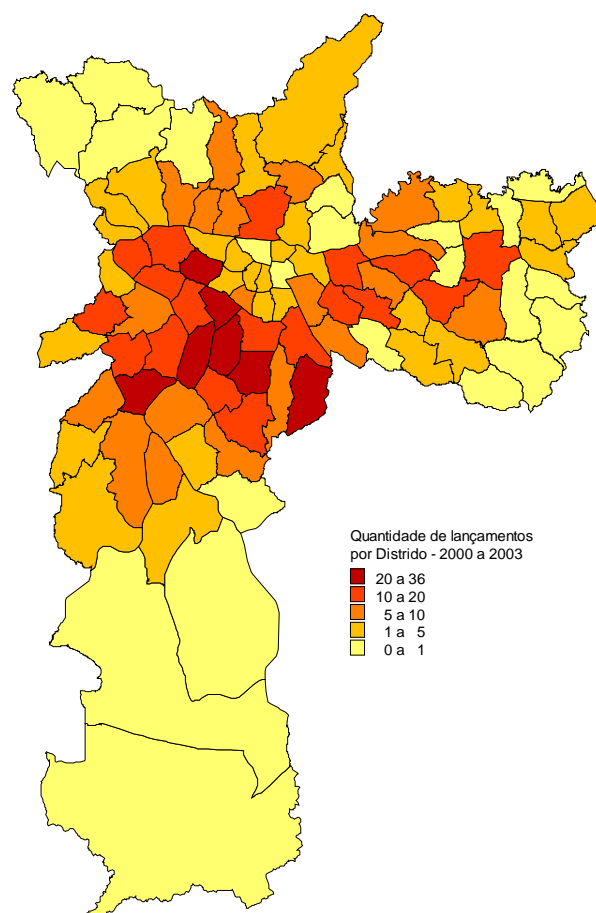 Quantidade de lançamentos
por Distrido - 2000 a 2003
20 a 36
10 a 20
5 a 10
1 a 5
0 a 1